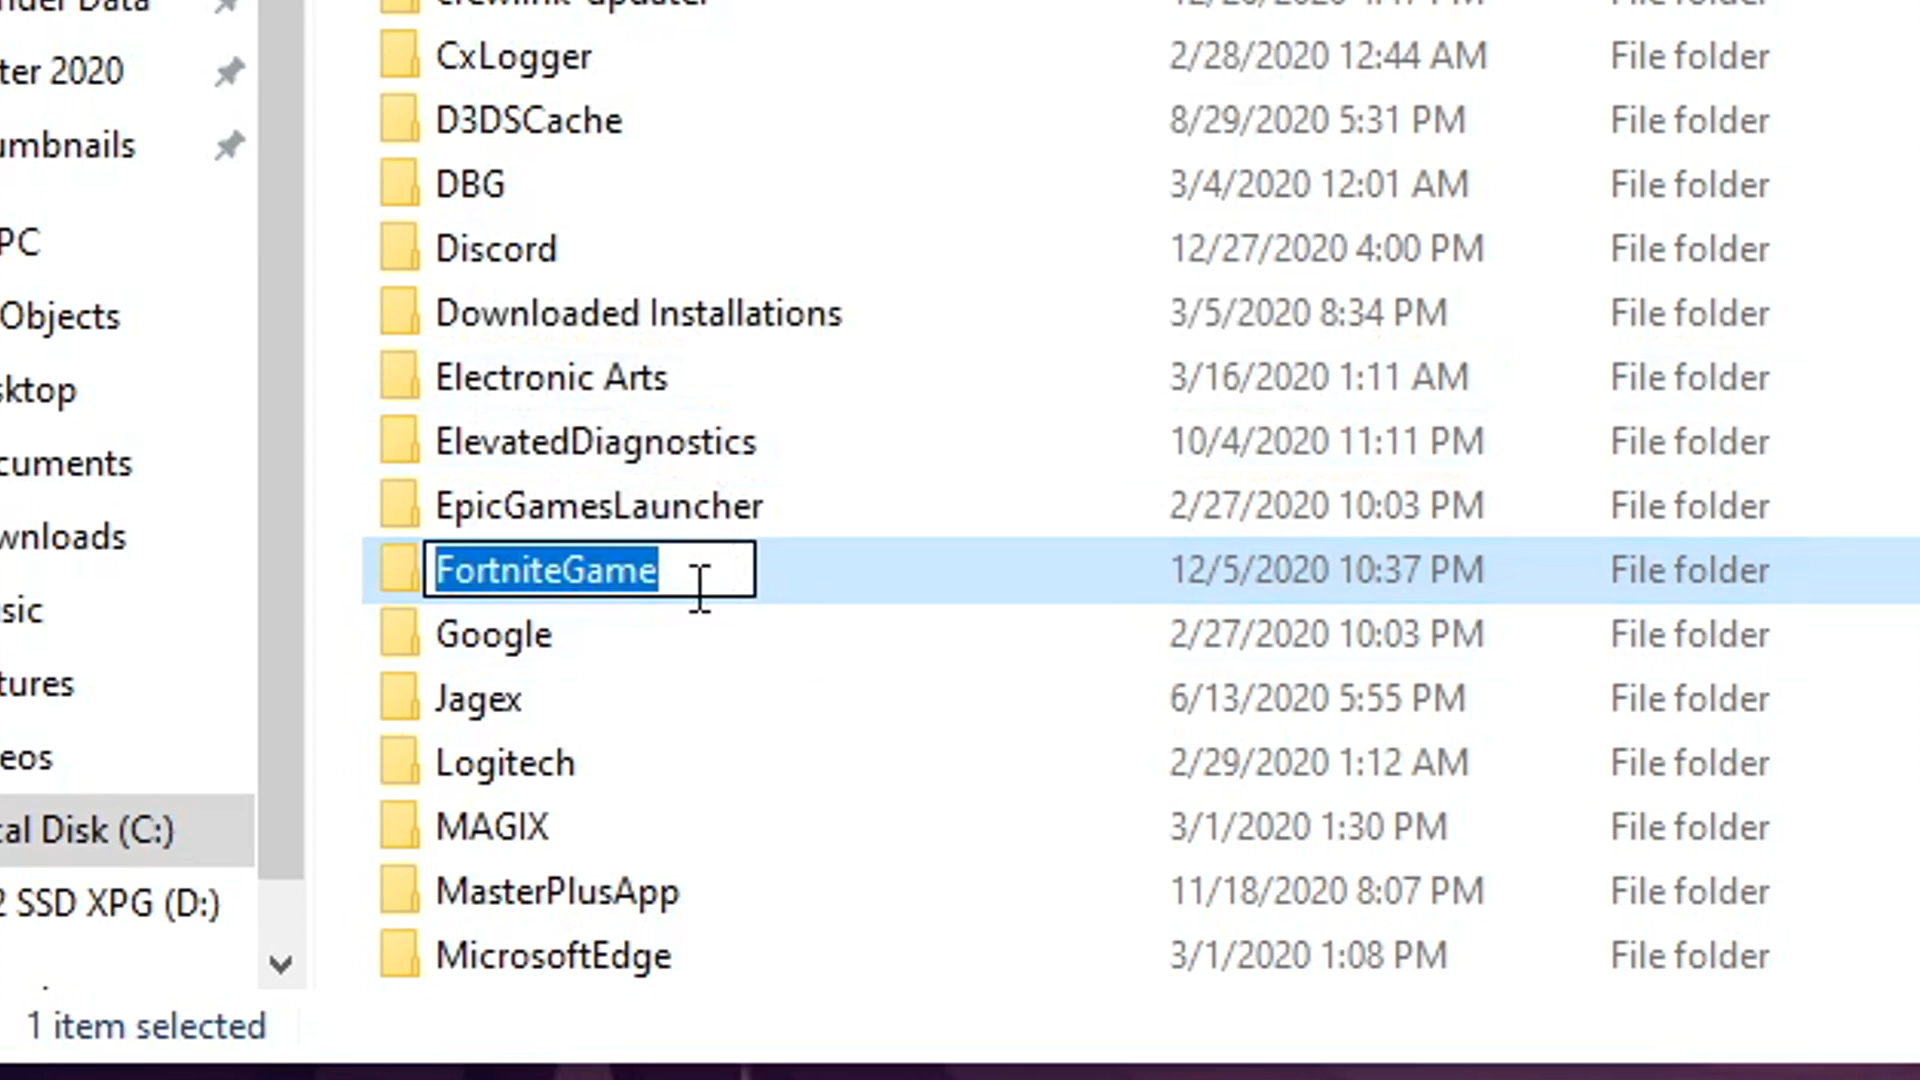 CxLogger 2/28/2020 12:44 AM File folder
ter 2020
D3DSCache 8/29/2020 5:31 PM File folder
umbnails
DBG 3/4/2020 12:01 AM File folder
PC
Discord 12/27/2020 4:00 PM File folder
Objects
Downloaded Installations 3/5/2020 8:34 PM File folder
sktop
Electronic Arts 3/16/2020 1:11 AM File folder
cuments
ElevatedDiagnostics 10/4/2020 11:11 PM File folder
EpicGamesLauncher 2/27/2020 10:03 PM File folder
wnloads
FortniteGame 12/5/2020 10:37 PM File folder
sic
Google 2/27/2020 10:03 PM File folder
tures
Jagex 6/13/2020 5:55 PM File folder
eos
Logitech 2/29/2020 1:12 AM File folder
cal Disk (C:)
MAGIX 3/1/2020 1:30 PM File folder
2 SSD XPG (D:)
MasterPlusApp 11/18/2020 8:07 PM File folder
MicrosoftEdge 3/1/2020 1:08 PM File folder
1 item selected